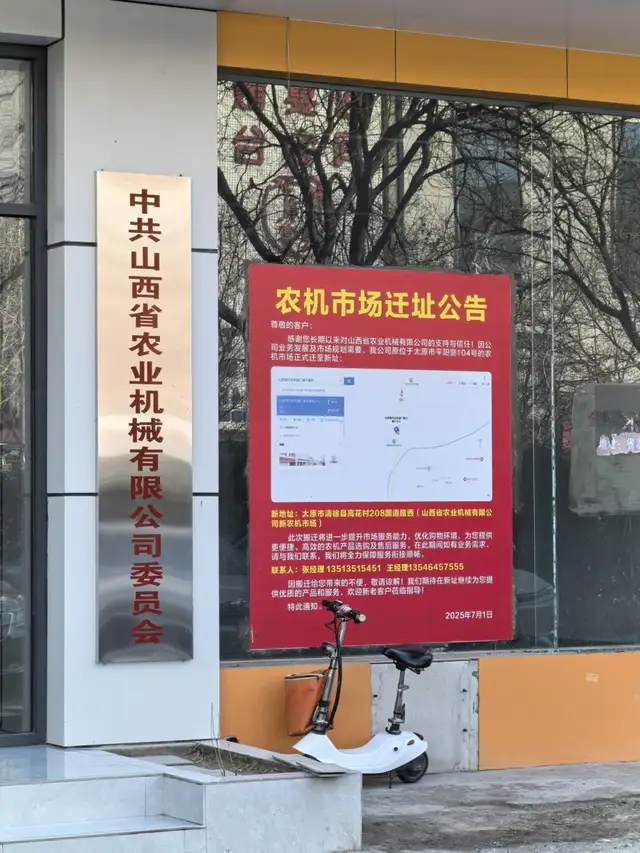 中共山西省农业机械有限公司委员会
农机市场迁址公告
尊敬的客户：
感谢您长期以来对山西省农业机械有限公司的支持与信任！因公
司业务发展及市场规划需要，我公司原位于太原市平阳路104号的农
机市场正式迁至新址：
新地址：太原市清徐县高花村208国道路西（山西省农业机械有限公
司新农机市场）
此次搬迁将进一步提升市场服务能力，优化购物环境，为您提供
更便捷、高效的农机产品选购及售后服务，在此期间如有业务需求，
请与我们联系，我们将全力保障服务衔接顺畅。
联系人：张经理 13513515451 王经理13546457555
因搬迁给您带来的不便，敬请谅解！我们期待在新址继续为您提
供优质的产品和服务，欢迎新老客户莅临指导！
特此通知。
2025年7月1日